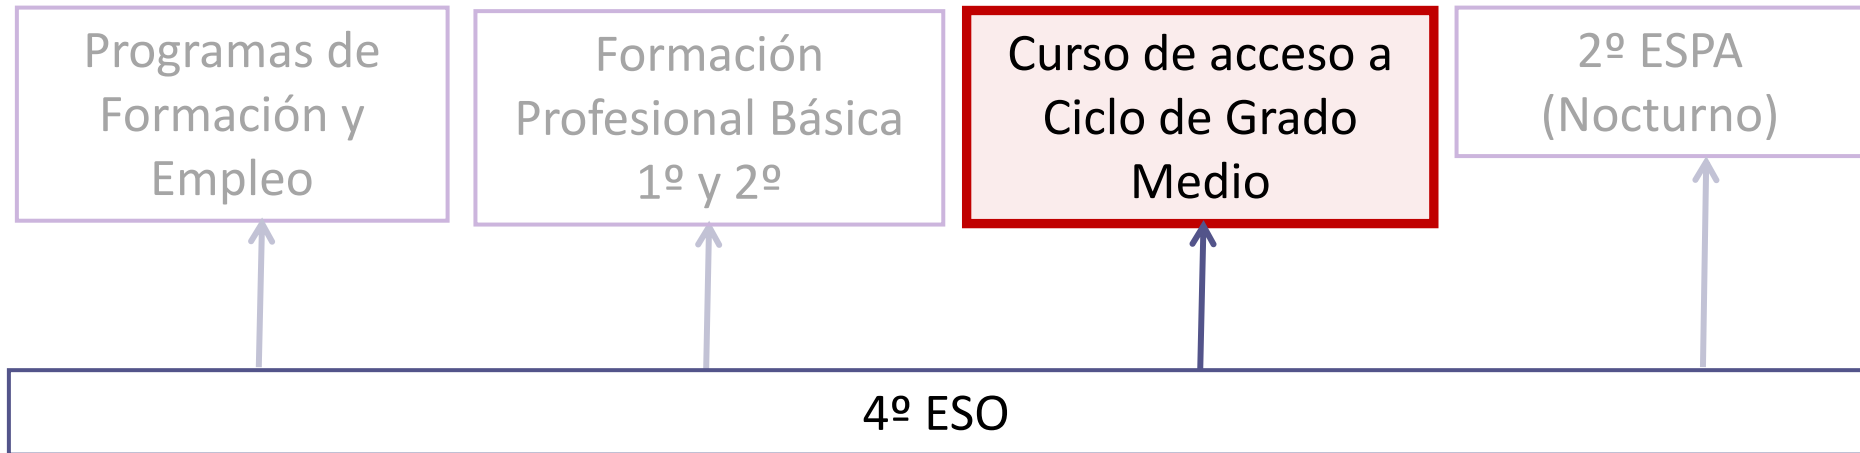 Programas de
Formación y
Empleo
Formación
Profesional Básica
1º y 2º
Curso de acceso a
Ciclo de Grado
Medio
2º ESPA
(Nocturno)
4º ESO